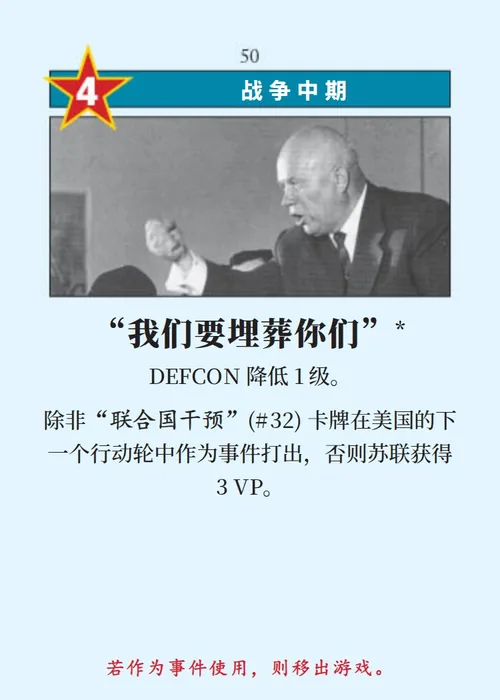 50
4
战争中期
“我们要埋葬你们”*
DEFCON 降低 1 级。
除非“联合国干预”(#32) 卡牌在美国的下
一个行动轮中作为事件打出，否则苏联获得
3 VP。
若作为事件使用，则移出游戏。